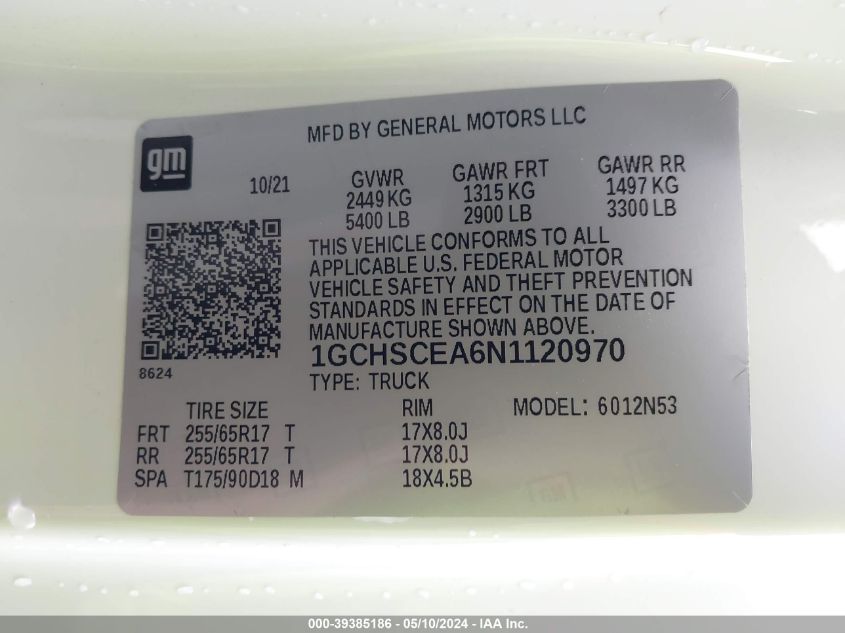 MFD BY GENERAL MOTORS LLC
gm
10/21
GVWR GAWR FRT GAWR RR
2449 KG 1315 KG 1497 KG
5400 LB 2900 LB 3300 LB
THIS VEHICLE CONFORMS TO ALL
APPLICABLE U.S. FEDERAL MOTOR
VEHICLE SAFETY AND THEFT PREVENTION
STANDARDS IN EFFECT ON THE DATE OF
MANUFACTURE SHOWN ABOVE.
1GCHSCEA6N1120970
8624
TYPE: TRUCK
TIRE SIZE RIM MODEL: 6012N53
FRT 255/65R17 T 17X8.0J
RR 255/65R17 T 17X8.0J
SPA T175/90D18 M 18X4.5B
000-39385186 - 05/10/2024 - IAA Inc.